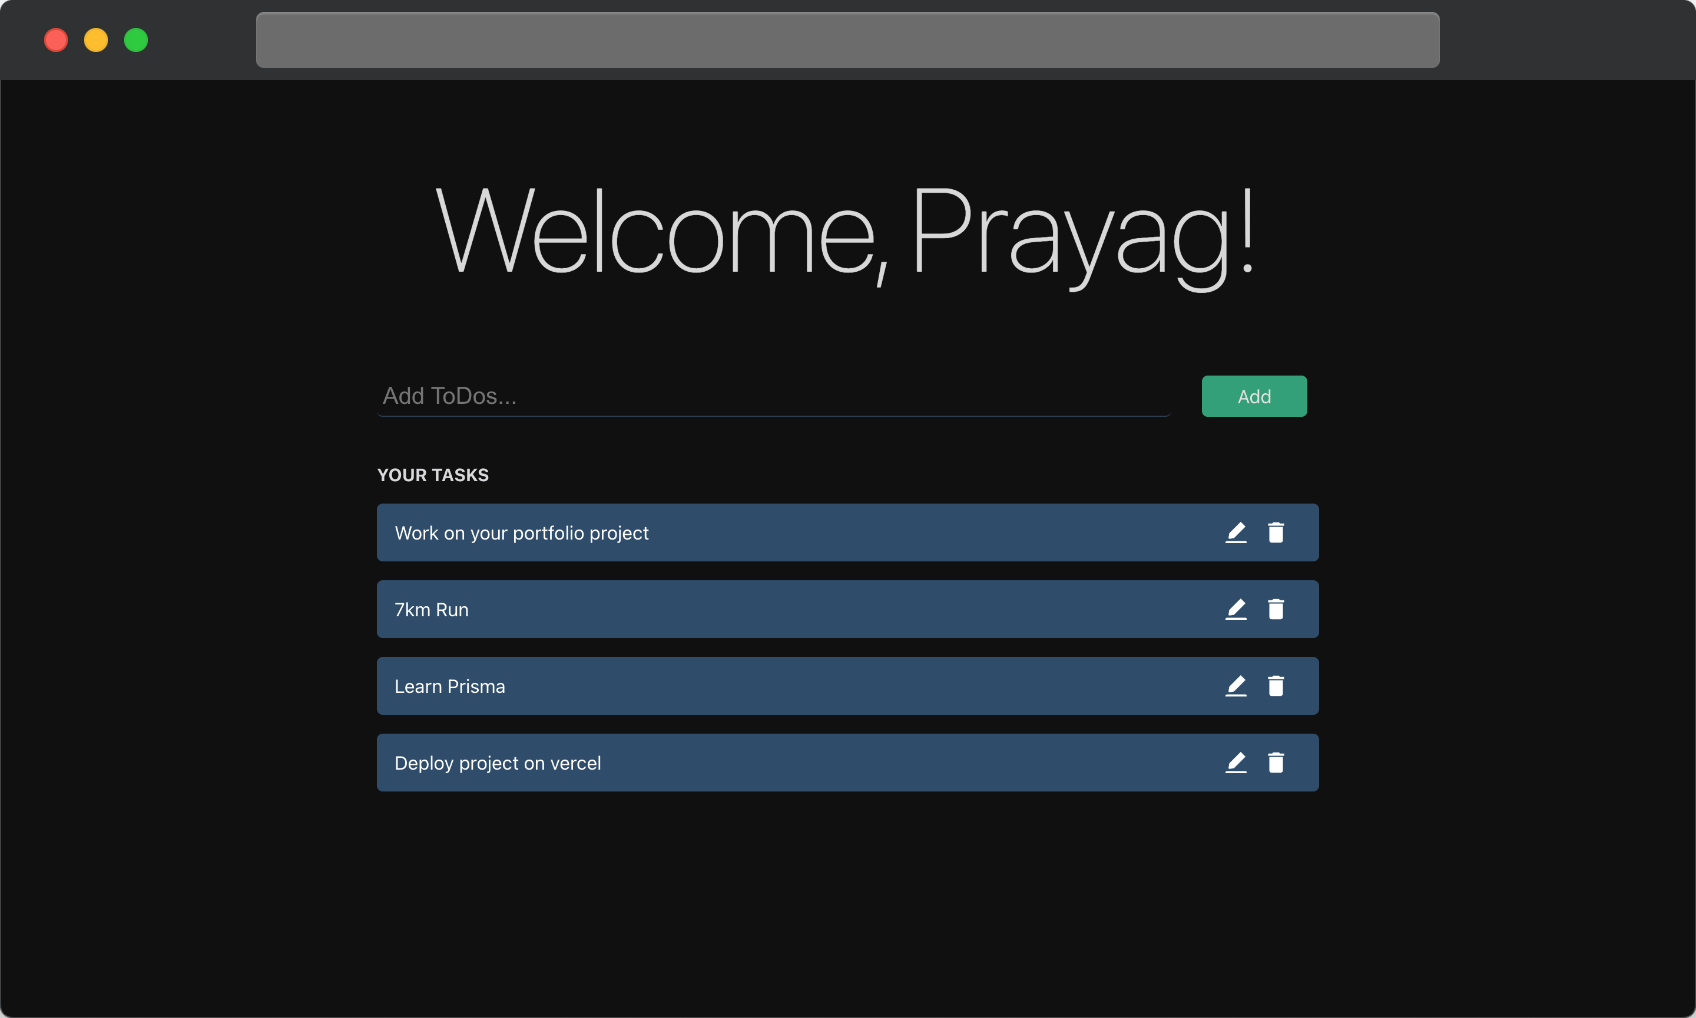 Welcome, Prayag!
Add ToDos...
Add
YOUR TASKS
Work on your portfolio project
7km Run
Learn Prisma
Deploy project on vercel